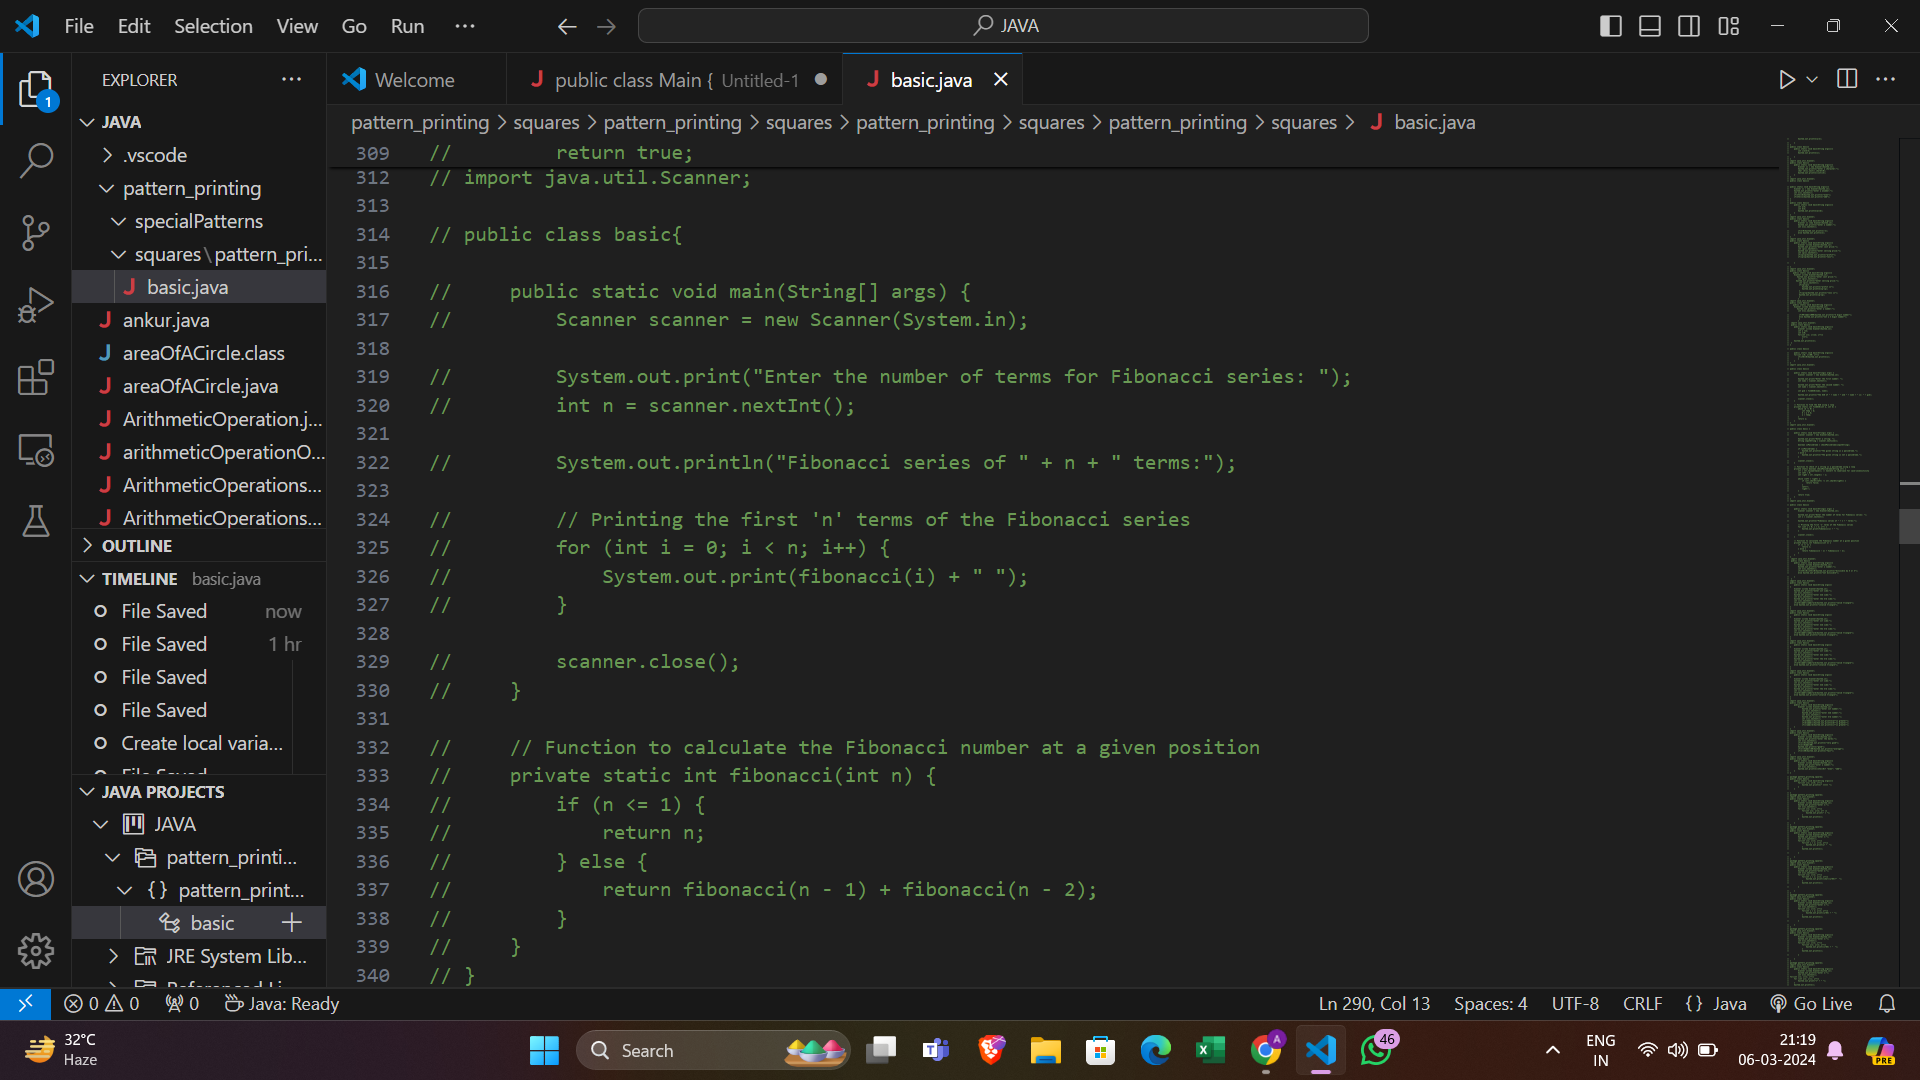 File Edit Selection View Go Run ··· JAVA
EXPLORER ···
Welcome public class Main { Untitled-1 basic.java
pattern_printing > squares > pattern_printing > squares > pattern_printing > squares > pattern_printing > squares > basic.java
1
JAVA
.vscode
pattern_printing
specialPatterns
squares\pattern_pri...
basic.java
ankur.java
areaOfACircle.class
areaOfACircle.java
ArithmeticOperation.j...
arithmeticOperationO...
ArithmeticOperations...
ArithmeticOperations...
OUTLINE
TIMELINE basic.java
File Saved now
File Saved 1 hr
File Saved
File Saved
Create local varia...
File Saved
JAVA PROJECTS
JAVA
pattern_printi...
{} pattern_print...
basic
JRE System Lib...
309 //         return true;
312 // import java.util.Scanner;
313
314 // public class basic{
315
316 //     public static void main(String[] args) {
317 //         Scanner scanner = new Scanner(System.in);
318
319 //         System.out.print("Enter the number of terms for Fibonacci series: ");
320 //         int n = scanner.nextInt();
321
322 //         System.out.println("Fibonacci series of " + n + " terms:");
323
324 //         // Printing the first 'n' terms of the Fibonacci series
325 //         for (int i = 0; i < n; i++) {
326 //             System.out.print(fibonacci(i) + " ");
327 //         }
328
329 //         scanner.close();
330 //     }
331
332 //     // Function to calculate the Fibonacci number at a given position
333 //     private static int fibonacci(int n) {
334 //         if (n <= 1) {
335 //             return n;
336 //         } else {
337 //             return fibonacci(n - 1) + fibonacci(n - 2);
338 //         }
339 //     }
340 // }
0 0 0 Java: Ready Ln 290, Col 13 Spaces: 4 UTF-8 CRLF {} Java Go Live
32°C
Haze
Search
46
ENG
IN
21:19
06-03-2024
PRE